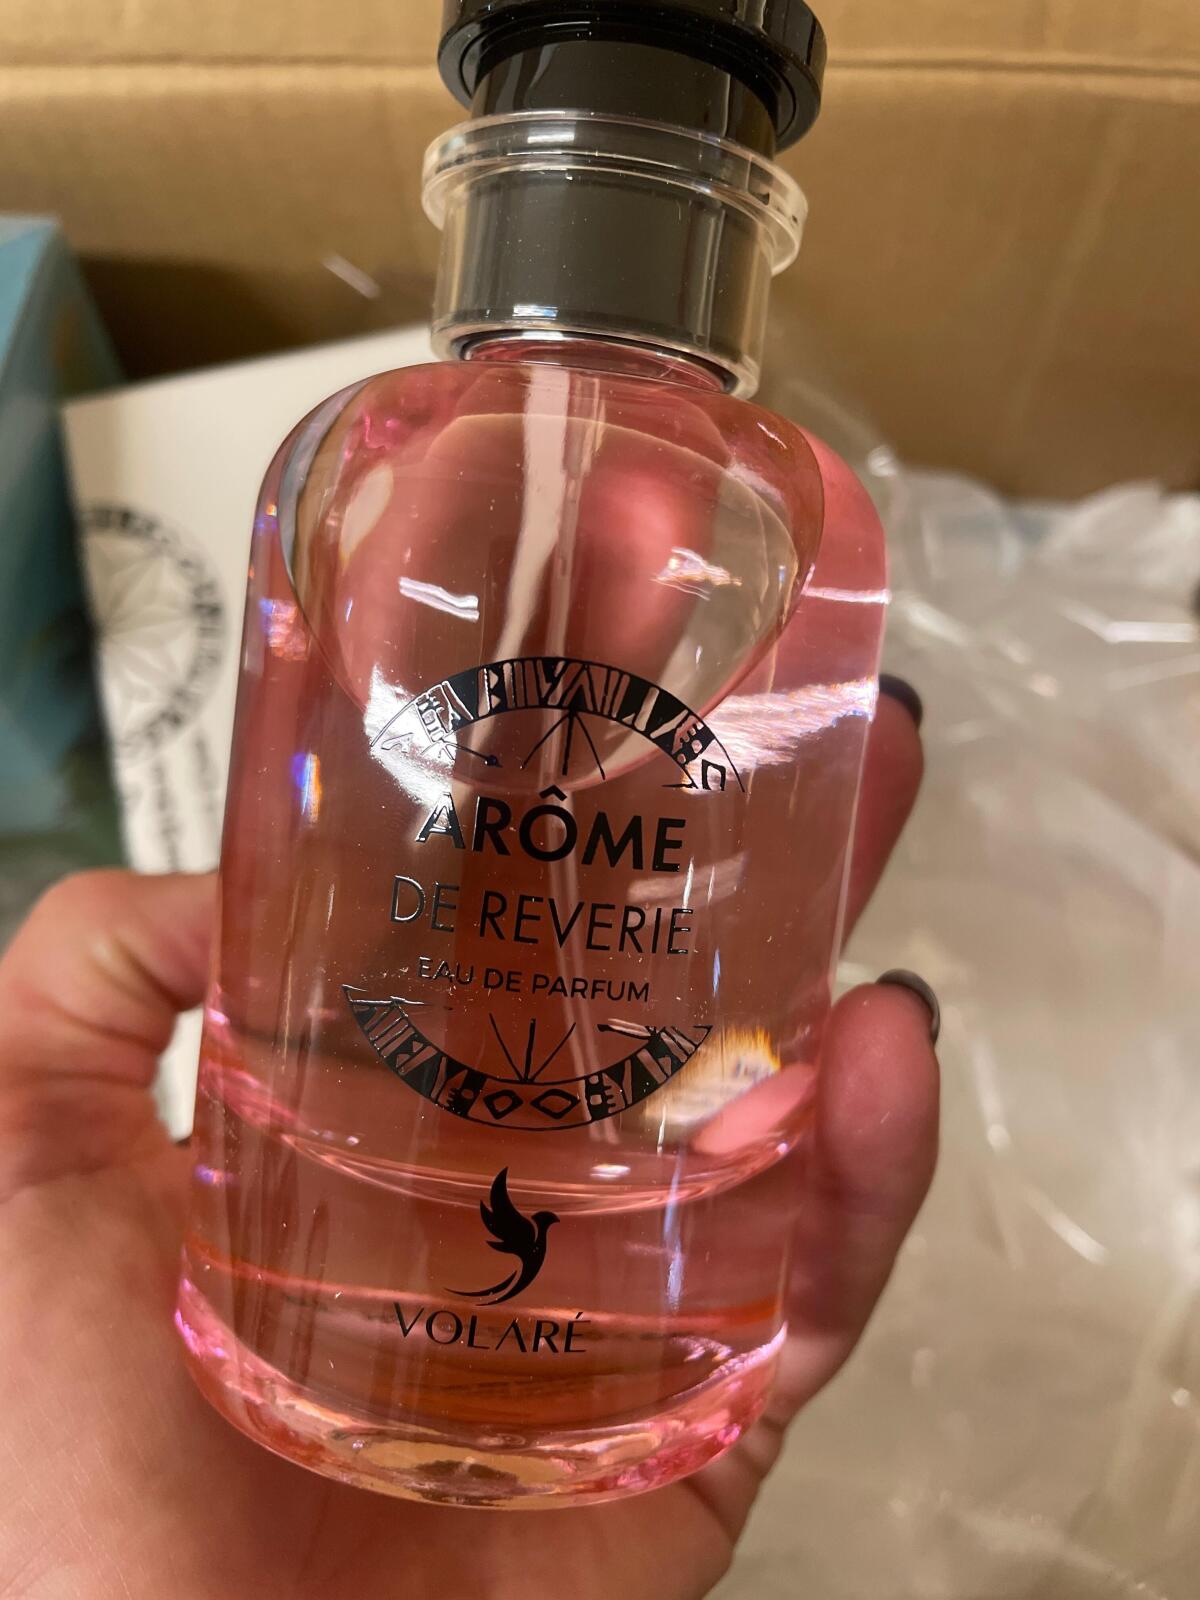 ARÔME
DE REVERIE
EAU DE PARFUM
VOLARÉ